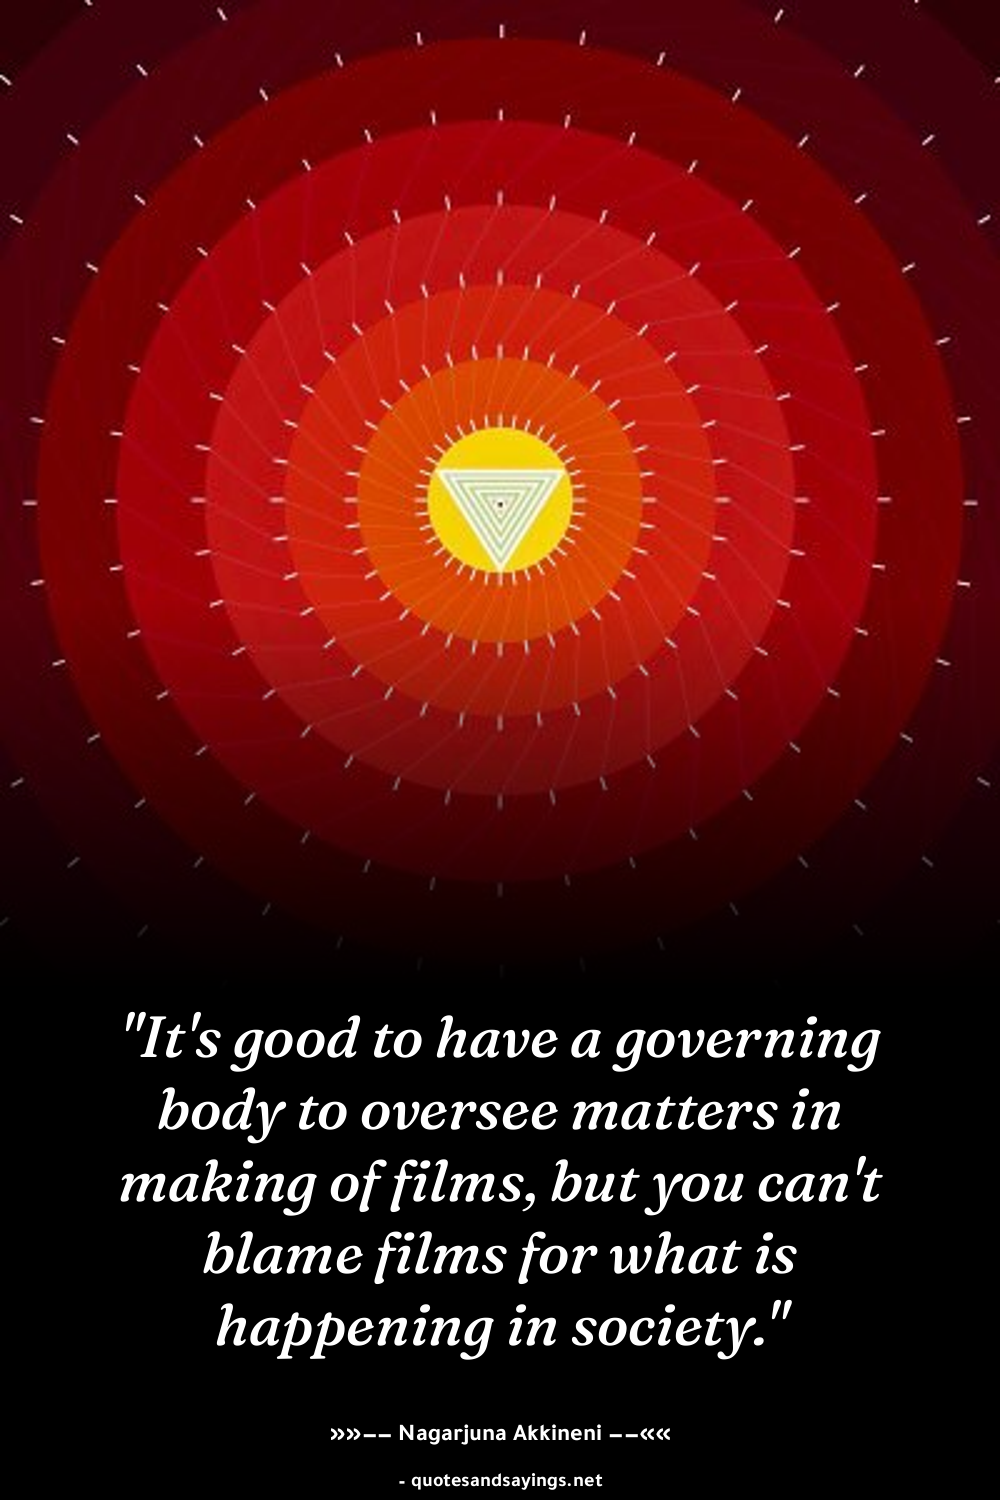 "It's good to have a governing
body to oversee matters in
making of films, but you can't
blame films for what is
happening in society."
»»−− Nagarjuna Akkineni −−««
- quotesandsayings.net